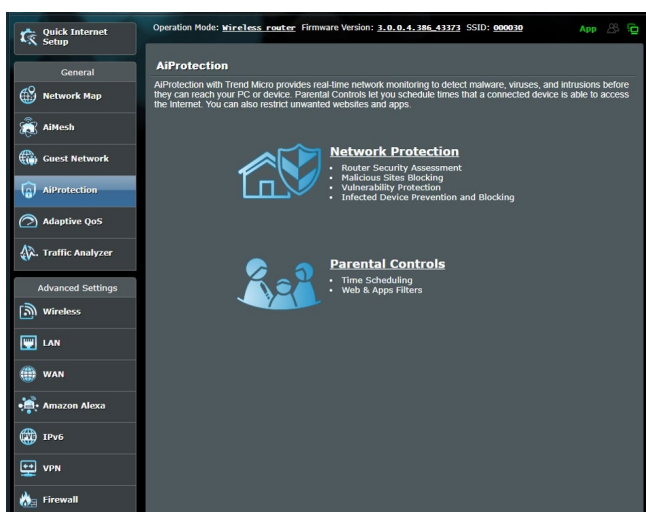 Quick Internet
Setup
Operation Mode: Wireless router Firmware Version: 3.0.0.4.386_43373 SSID: 000030
App
General
Network Map
AiMesh
Guest Network
AiProtection
Adaptive QoS
Traffic Analyzer
Advanced Settings
Wireless
LAN
WAN
Amazon Alexa
IPv6
VPN
Firewall
AiProtection
AiProtection with Trend Micro provides real-time network monitoring to detect malware, viruses, and intrusions before
they can reach your PC or device. Parental Controls let you schedule times that a connected device is able to access
the Internet. You can also restrict unwanted websites and apps.
Network Protection
• Router Security Assessment
• Malicious Sites Blocking
• Vulnerability Protection
• Infected Device Prevention and Blocking
Parental Controls
• Time Scheduling
• Web & Apps Filters